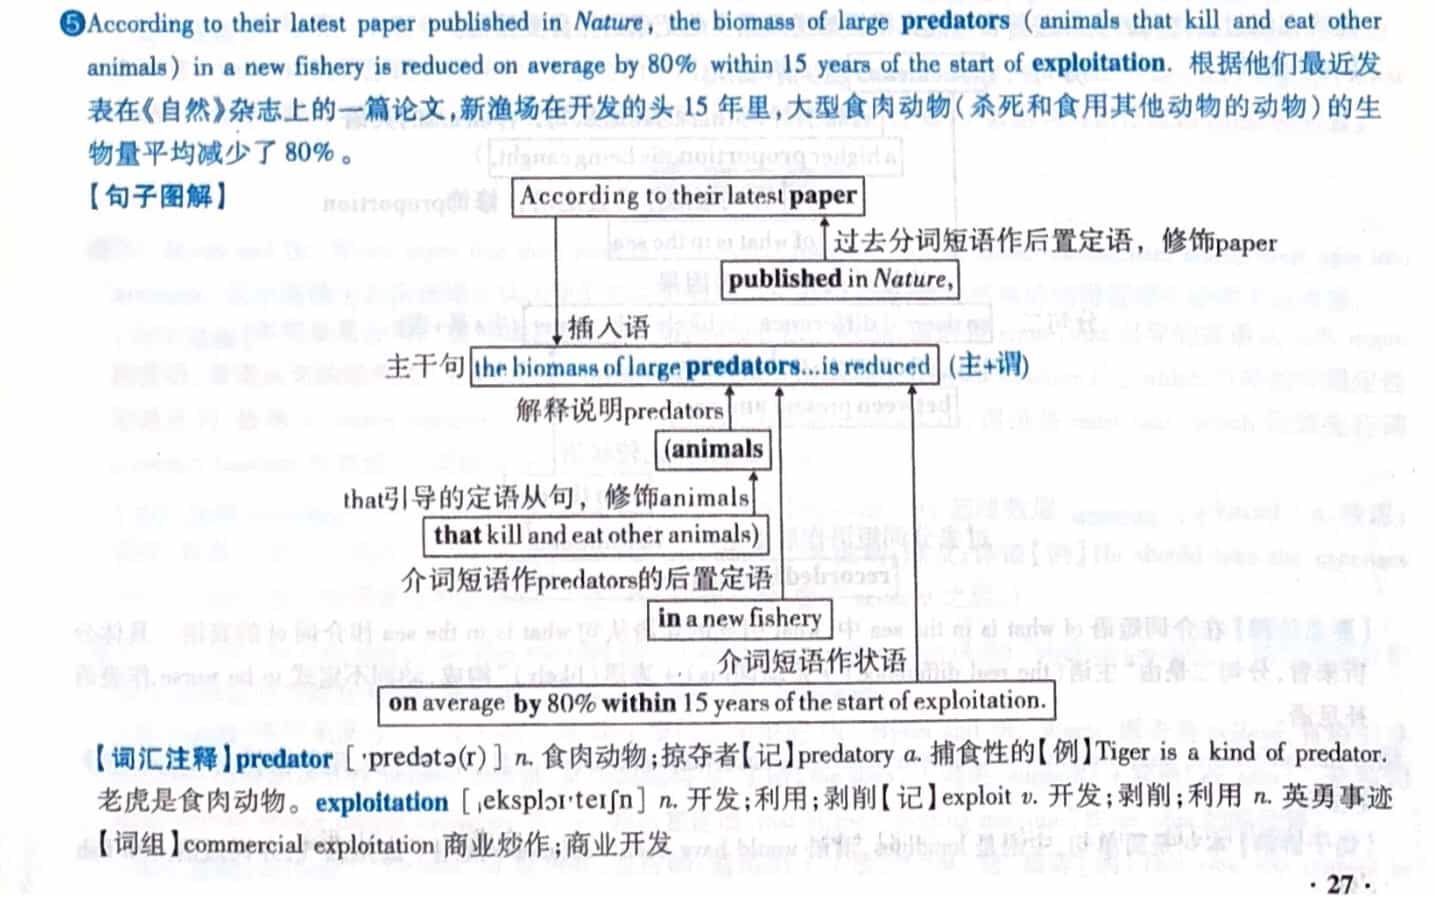 ❺According to their latest paper published in Nature, the biomass of large predators (animals that kill and eat other
animals) in a new fishery is reduced on average by 80% within 15 years of the start of exploitation. 根据他们最近发
表在《自然》杂志上的一篇论文,新渔场在开发的头 15 年里,大型食肉动物(杀死和食用其他动物的动物)的生
物量平均减少了 80%。
【句子图解】
According to their latest paper
过去分词短语作后置定语，修饰paper
published in Nature,
插入语
主干句 the biomass of large predators...is reduced (主+谓)
解释说明predators
(animals
that引导的定语从句，修饰animals
that kill and eat other animals)
介词短语作predators的后置定语
in a new fishery
介词短语作状语
on average by 80% within 15 years of the start of exploitation.
【词汇注释】predator [ˈpredətə(r)] n. 食肉动物;掠夺者【记】predatory a. 捕食性的【例】Tiger is a kind of predator.
老虎是食肉动物。exploitation [ˌeksplɔɪˈteɪʃn] n. 开发;利用;剥削【记】exploit v. 开发;剥削;利用 n. 英勇事迹
【词组】commercial exploitation 商业炒作;商业开发
· 27 ·